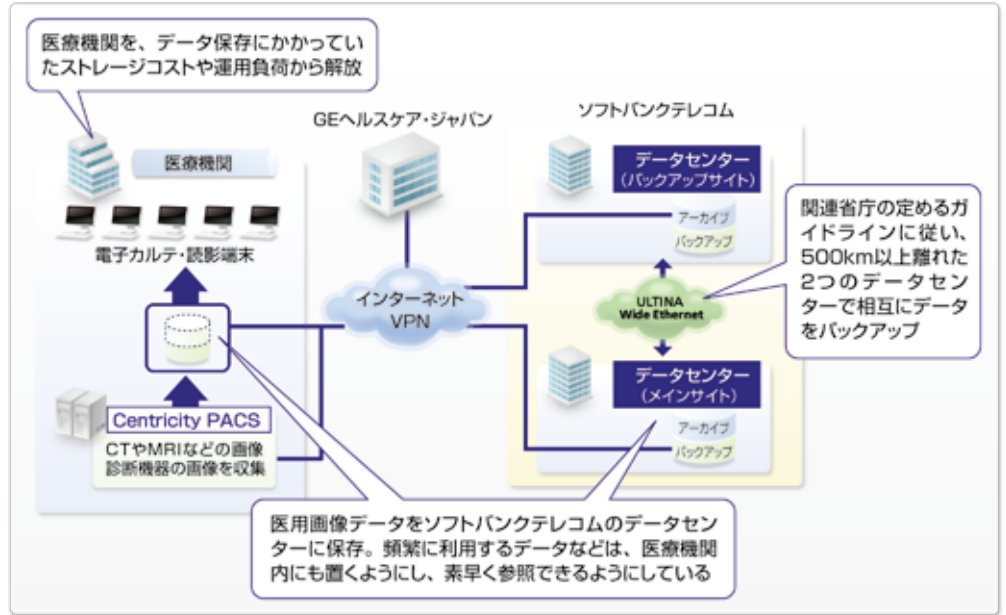 医療機関を、データ保存にかかってい
たストレージコストや運用負荷から解放
GEヘルスケア・ジャパン
ソフトバンクテレコム
医療機関
電子カルテ・読影端末
データセンター
(バックアップサイト)
アーカイブ
バックアップ
関連省庁の定めるガ
イドラインに従い、
500km以上離れた
2つのデータセン
ターで相互にデータ
をバックアップ
インターネット
VPN
ULTINA
Wide Ethernet
データセンター
(メインサイト)
アーカイブ
バックアップ
Centricity PACS
CTやMRIなどの画像
診断機器の画像を収集
医用画像データをソフトバンクテレコムのデータセン
ターに保存。頻繁に利用するデータなどは、医療機関
内にも置くようにし、素早く参照できるようにしている